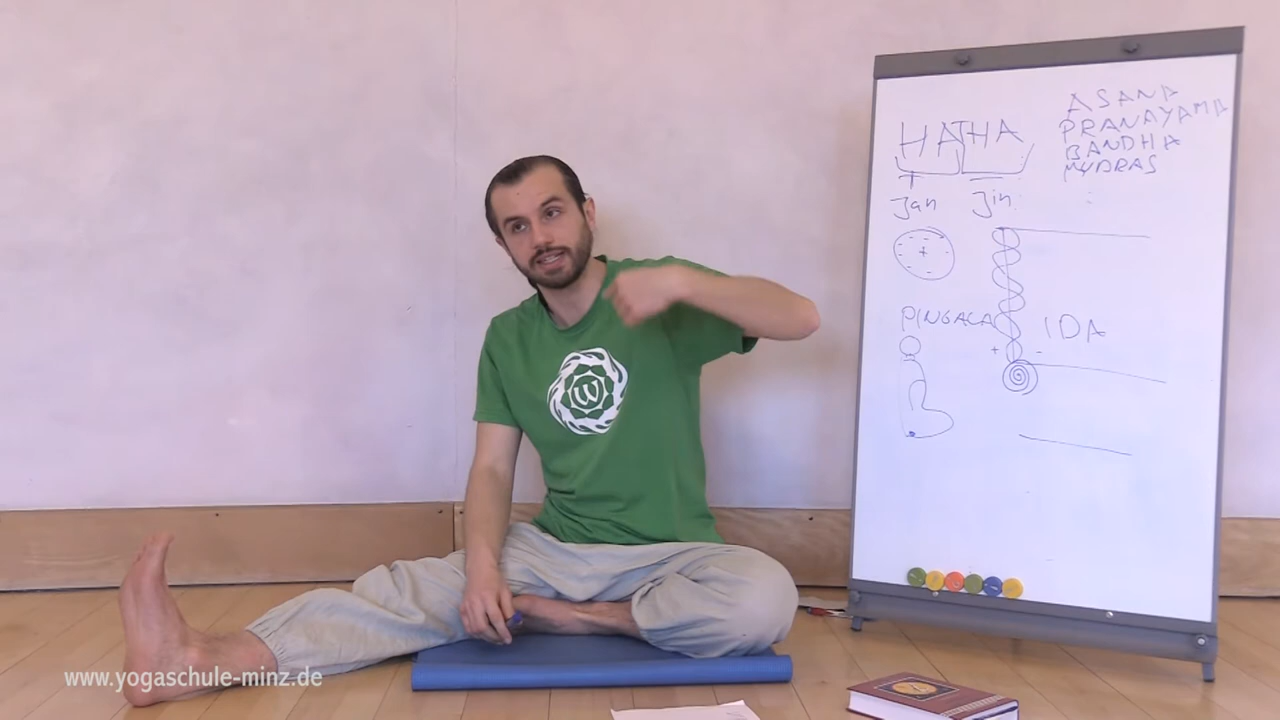 HATHA
ASANA
PRANAYAMA
BANDHA
MUDRAS
+
Jan Jin
+
PINGALA IDA
+ -
W
www.yogaschule-minz.de